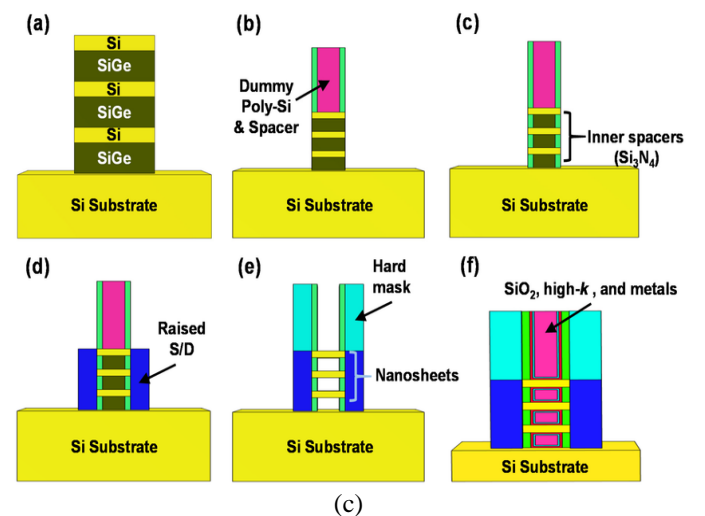 (a)
Si
SiGe
Si
SiGe
Si
SiGe
Si Substrate
(b)
Dummy
Poly-Si
& Spacer
Si Substrate
(c)
Inner spacers
(Si₃N₄)
Si Substrate
(d)
Raised
S/D
Si Substrate
(e)
Hard
mask
Nanosheets
Si Substrate
(f)
SiO₂, high-k , and metals
Si Substrate
(c)